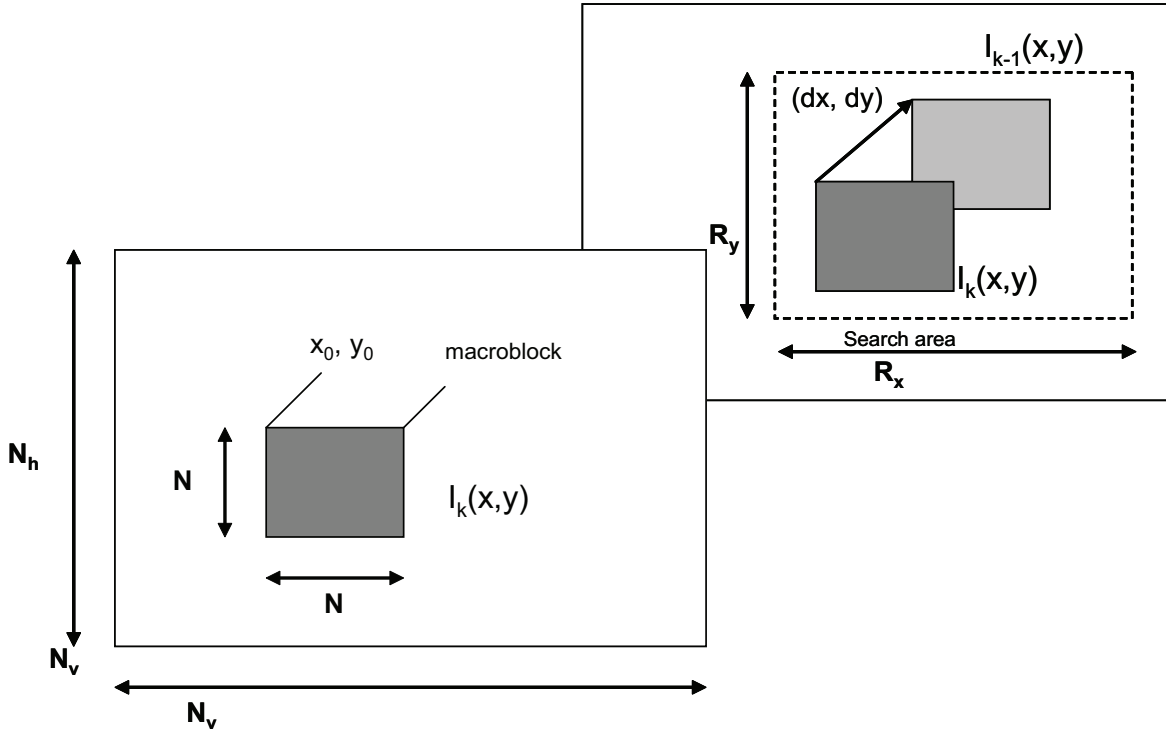 I_{k-1}(x,y)
(dx, dy)
R_y
I_k(x,y)
Search area
R_x
x_0, y_0
macroblock
N_h
N
I_k(x,y)
N
N_v
N_v